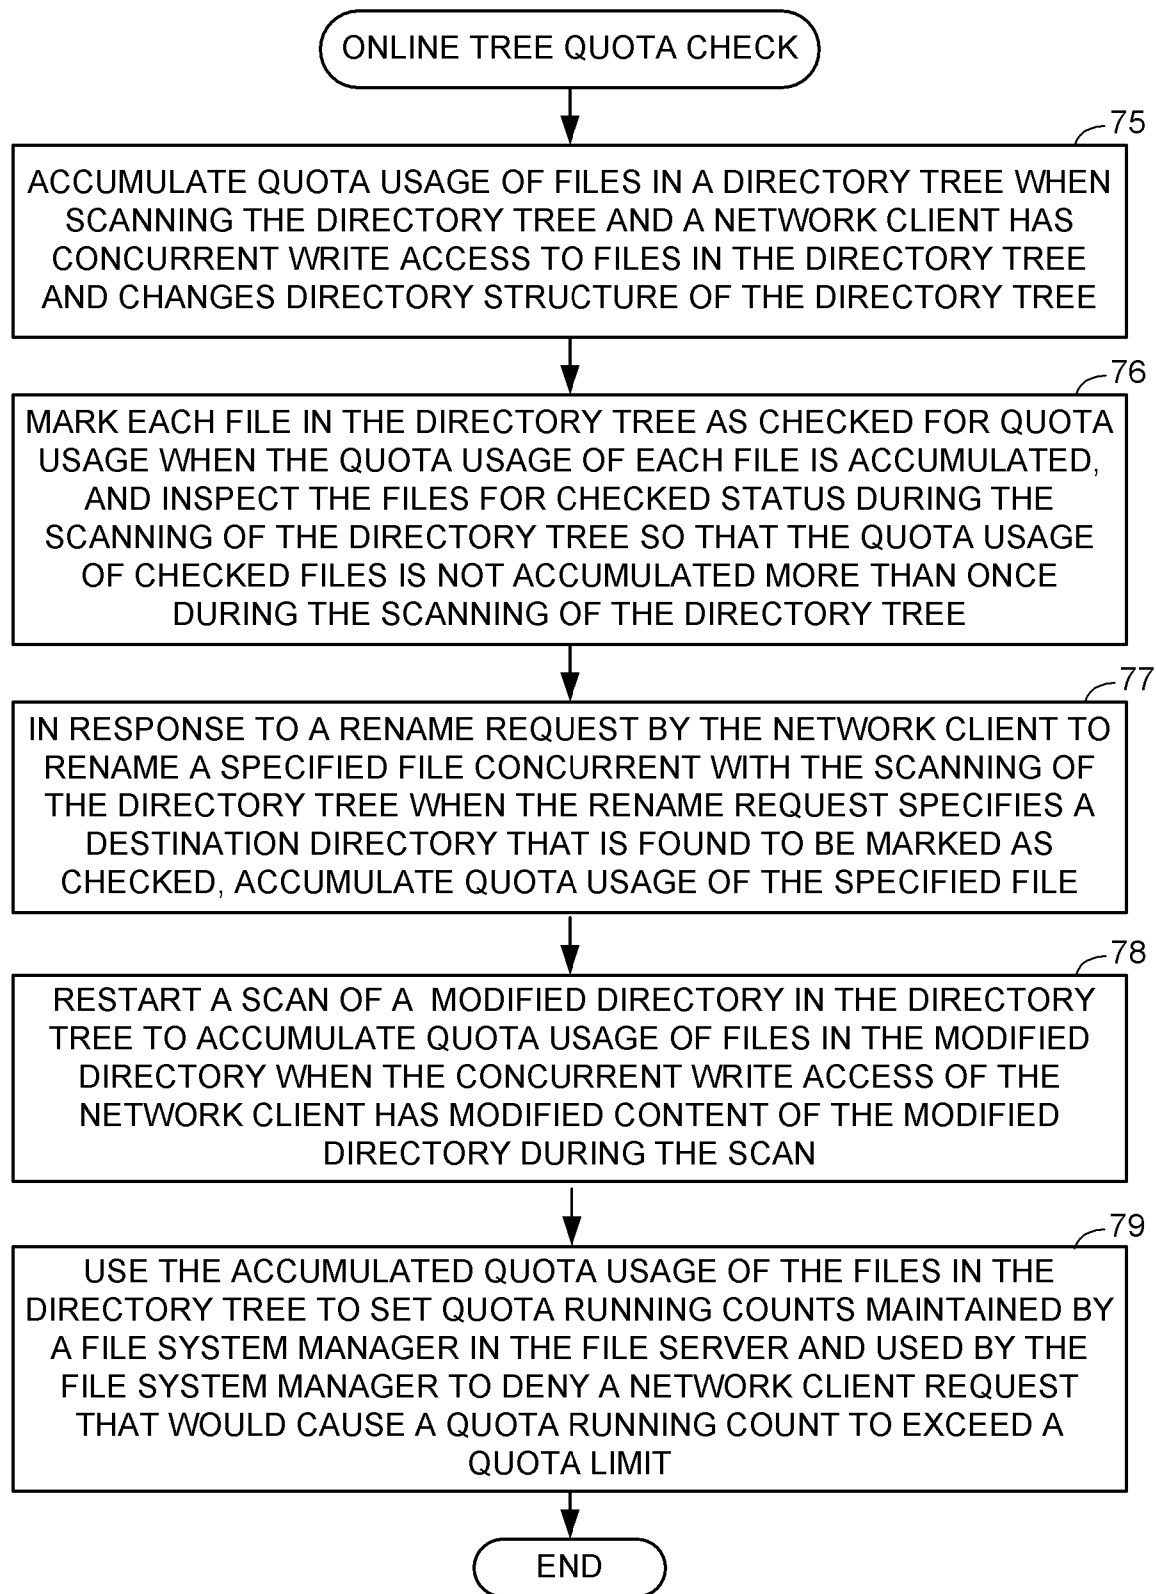 ONLINE TREE QUOTA CHECK
75
ACCUMULATE QUOTA USAGE OF FILES IN A DIRECTORY TREE WHEN
SCANNING THE DIRECTORY TREE AND A NETWORK CLIENT HAS
CONCURRENT WRITE ACCESS TO FILES IN THE DIRECTORY TREE
AND CHANGES DIRECTORY STRUCTURE OF THE DIRECTORY TREE
76
MARK EACH FILE IN THE DIRECTORY TREE AS CHECKED FOR QUOTA
USAGE WHEN THE QUOTA USAGE OF EACH FILE IS ACCUMULATED,
AND INSPECT THE FILES FOR CHECKED STATUS DURING THE
SCANNING OF THE DIRECTORY TREE SO THAT THE QUOTA USAGE
OF CHECKED FILES IS NOT ACCUMULATED MORE THAN ONCE
DURING THE SCANNING OF THE DIRECTORY TREE
77
IN RESPONSE TO A RENAME REQUEST BY THE NETWORK CLIENT TO
RENAME A SPECIFIED FILE CONCURRENT WITH THE SCANNING OF
THE DIRECTORY TREE WHEN THE RENAME REQUEST SPECIFIES A
DESTINATION DIRECTORY THAT IS FOUND TO BE MARKED AS
CHECKED, ACCUMULATE QUOTA USAGE OF THE SPECIFIED FILE
78
RESTART A SCAN OF A MODIFIED DIRECTORY IN THE DIRECTORY
TREE TO ACCUMULATE QUOTA USAGE OF FILES IN THE MODIFIED
DIRECTORY WHEN THE CONCURRENT WRITE ACCESS OF THE
NETWORK CLIENT HAS MODIFIED CONTENT OF THE MODIFIED
DIRECTORY DURING THE SCAN
79
USE THE ACCUMULATED QUOTA USAGE OF THE FILES IN THE
DIRECTORY TREE TO SET QUOTA RUNNING COUNTS MAINTAINED BY
A FILE SYSTEM MANAGER IN THE FILE SERVER AND USED BY THE
FILE SYSTEM MANAGER TO DENY A NETWORK CLIENT REQUEST
THAT WOULD CAUSE A QUOTA RUNNING COUNT TO EXCEED A
QUOTA LIMIT
END